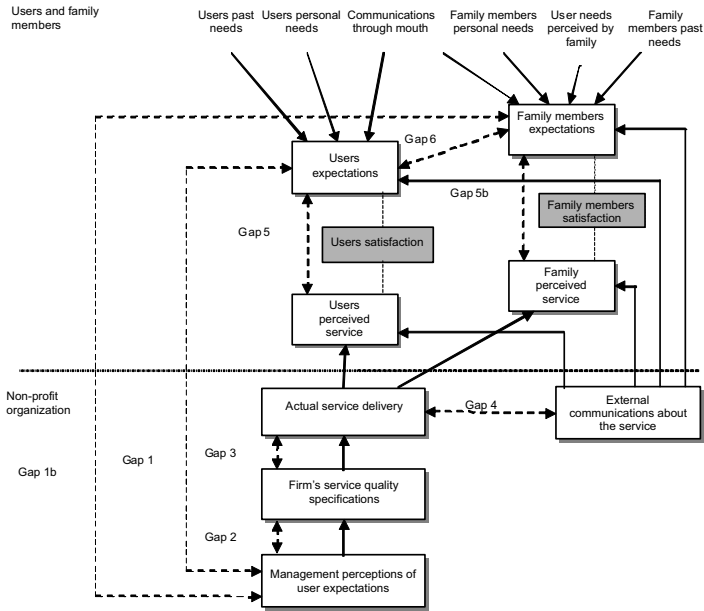 Users and family
members
Users past
needs
Users personal
needs
Communications
through mouth
Family members
personal needs
User needs
perceived by
family
Family
members past
needs
Family members
expectations
Gap 6
Users
expectations
Gap 5b
Family members
satisfaction
Gap 5
Users satisfaction
Family
perceived
service
Users
perceived
service
Non-profit
organization
Actual service delivery
Gap 4
External
communications about
the service
Gap 1b
Gap 1
Gap 3
Firm's service quality
specifications
Gap 2
Management perceptions of
user expectations